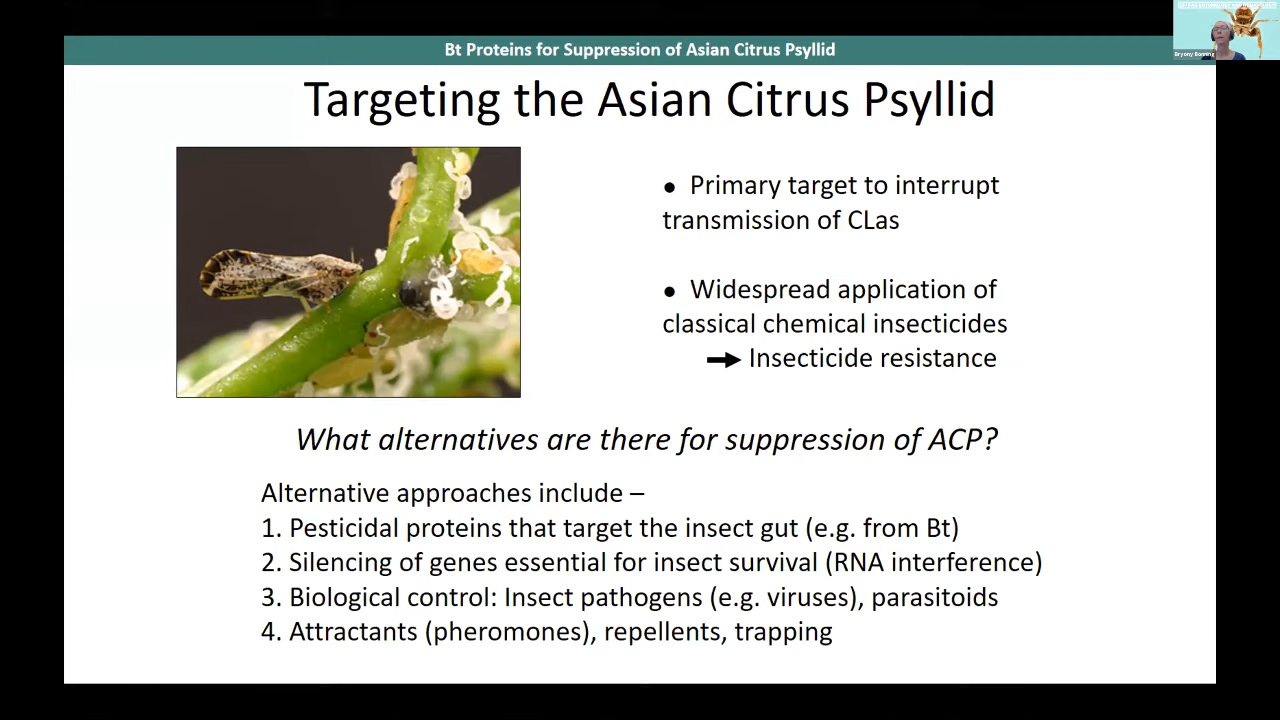 Bt Proteins for Suppression of Asian Citrus Psyllid
Bryony Bonning
Targeting the Asian Citrus Psyllid
● Primary target to interrupt
transmission of CLas
● Widespread application of
classical chemical insecticides
➡ Insecticide resistance
What alternatives are there for suppression of ACP?
Alternative approaches include –
1. Pesticidal proteins that target the insect gut (e.g. from Bt)
2. Silencing of genes essential for insect survival (RNA interference)
3. Biological control: Insect pathogens (e.g. viruses), parasitoids
4. Attractants (pheromones), repellents, trapping